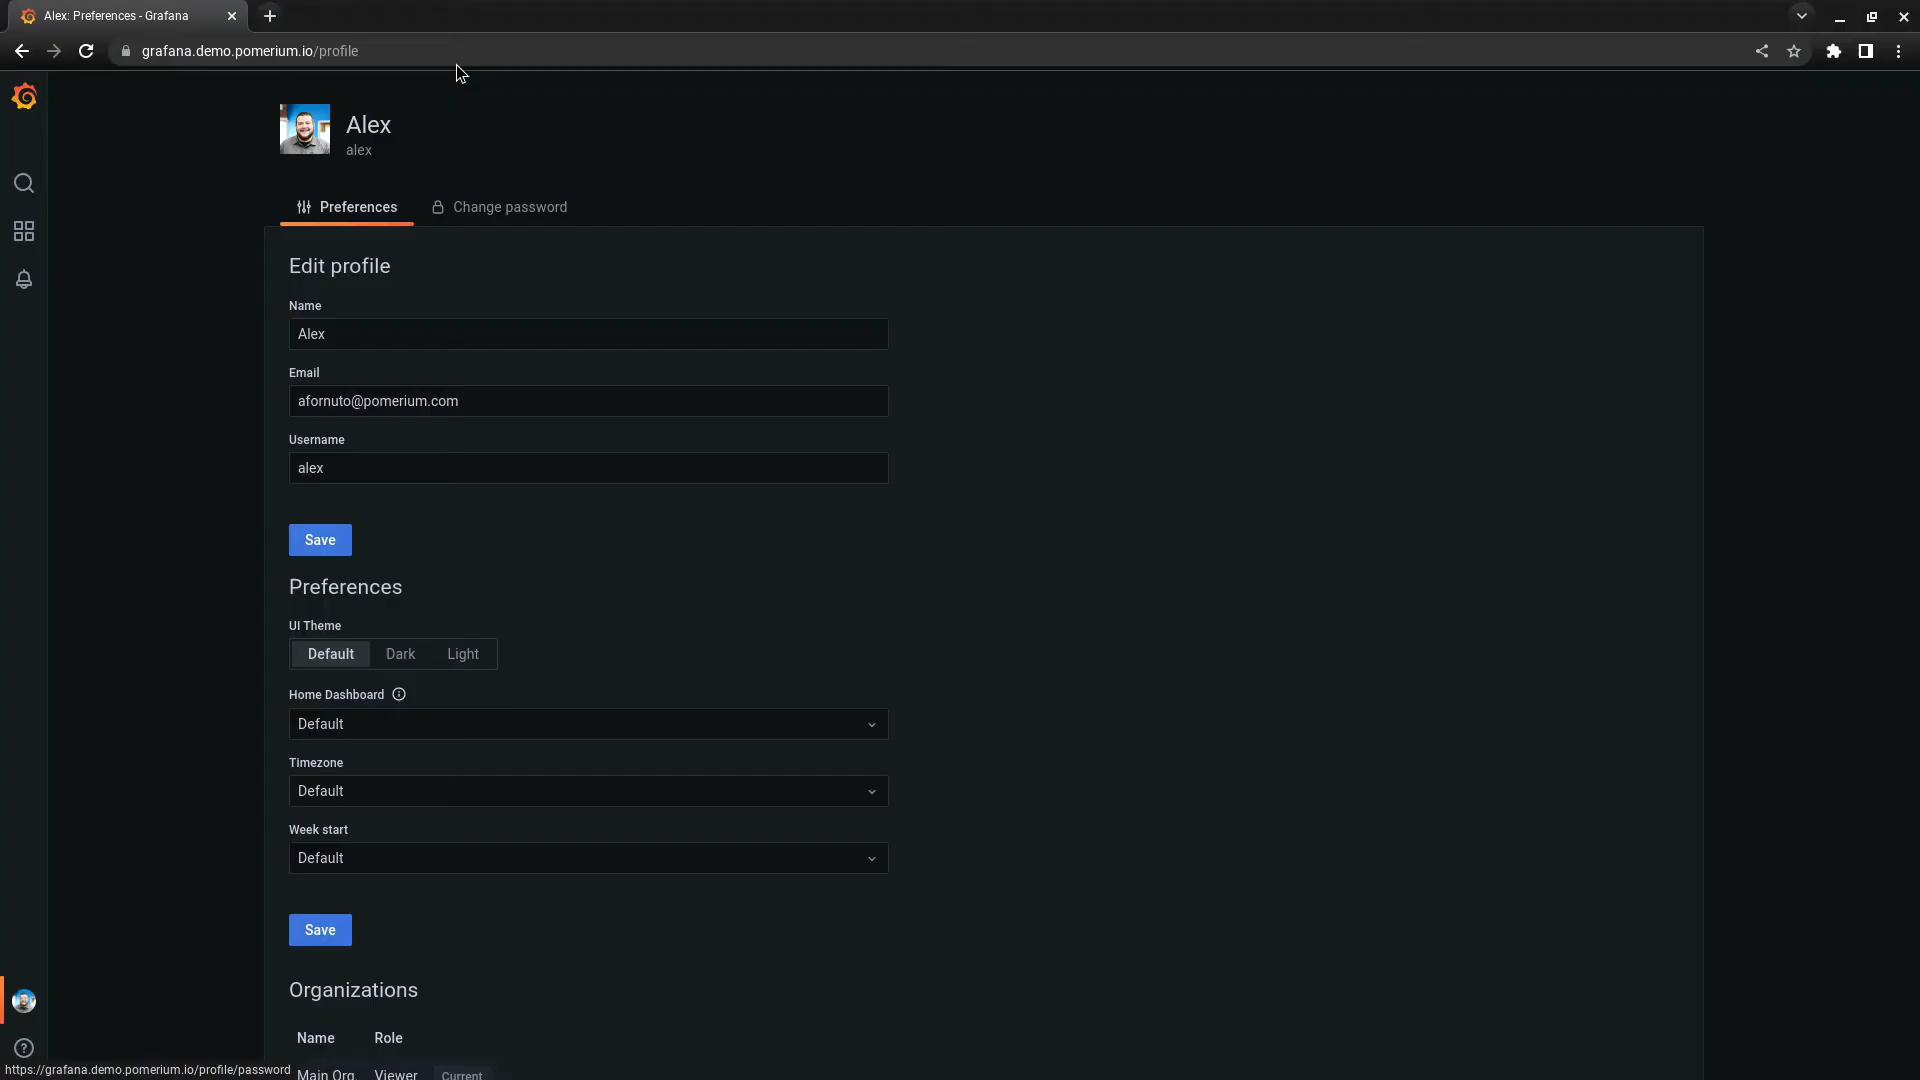 Alex: Preferences - Grafana
grafana.demo.pomerium.io/profile
Alex
alex
Preferences
Change password
Edit profile
Name
Alex
Email
afornuto@pomerium.com
Username
alex
Save
Preferences
UI Theme
Default Dark Light
Home Dashboard
Default
Timezone
Default
Week start
Default
Save
Organizations
Name Role
https://grafana.demo.pomerium.io/profile/password
Main Org. Viewer Current